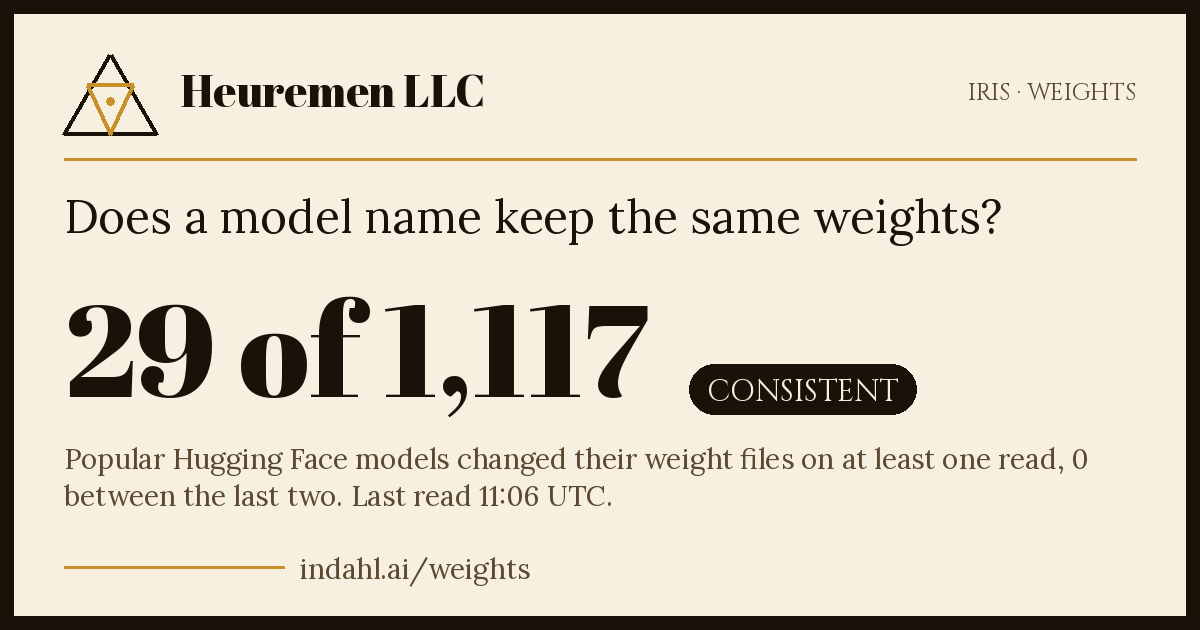 Heuremen LLC
IRIS · WEIGHTS
Does a model name keep the same weights?
29 of 1,117
CONSISTENT
Popular Hugging Face models changed their weight files on at least one read, 0
between the last two. Last read 11:06 UTC.
indahl.ai/weights